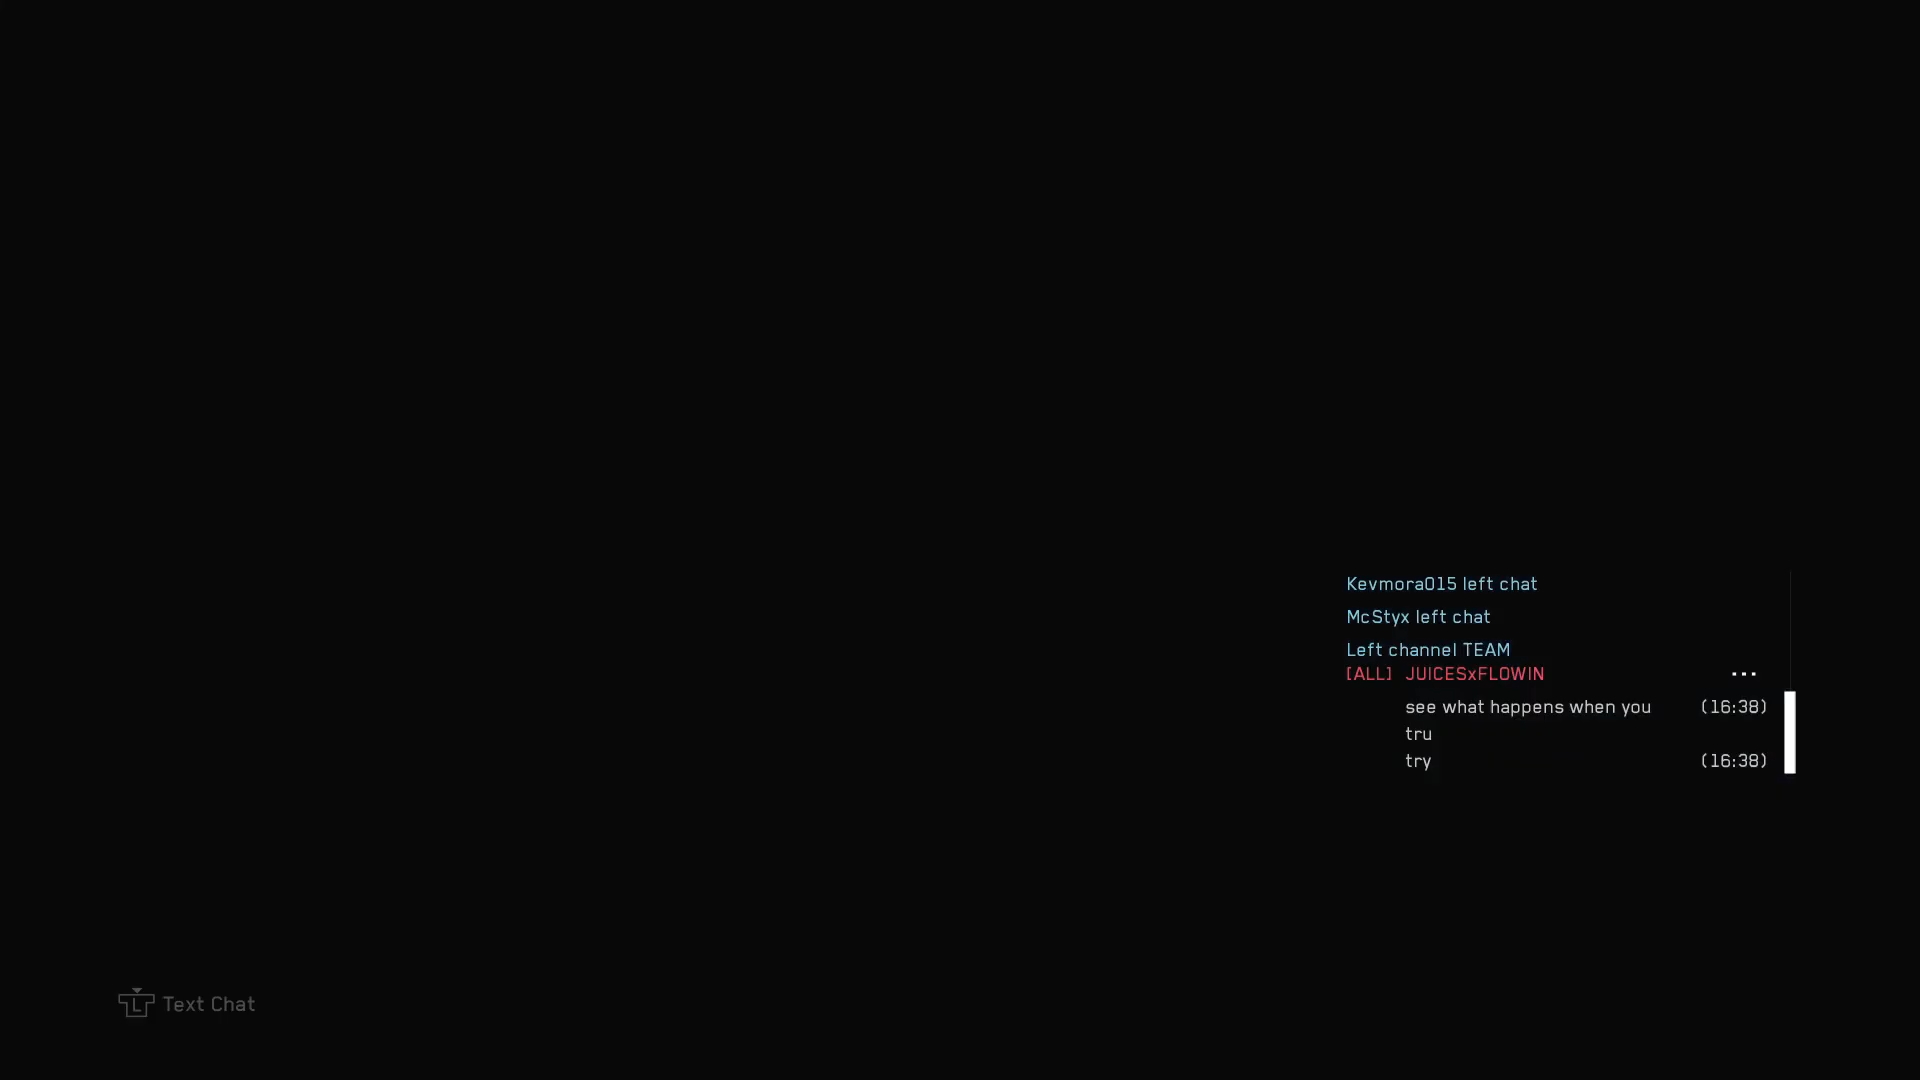 Kevmora015 left chat
McStyx left chat
Left channel TEAM
[ALL] JUICESxFLOWIN ...
see what happens when you (16:38)
tru
try (16:38)
L Text Chat